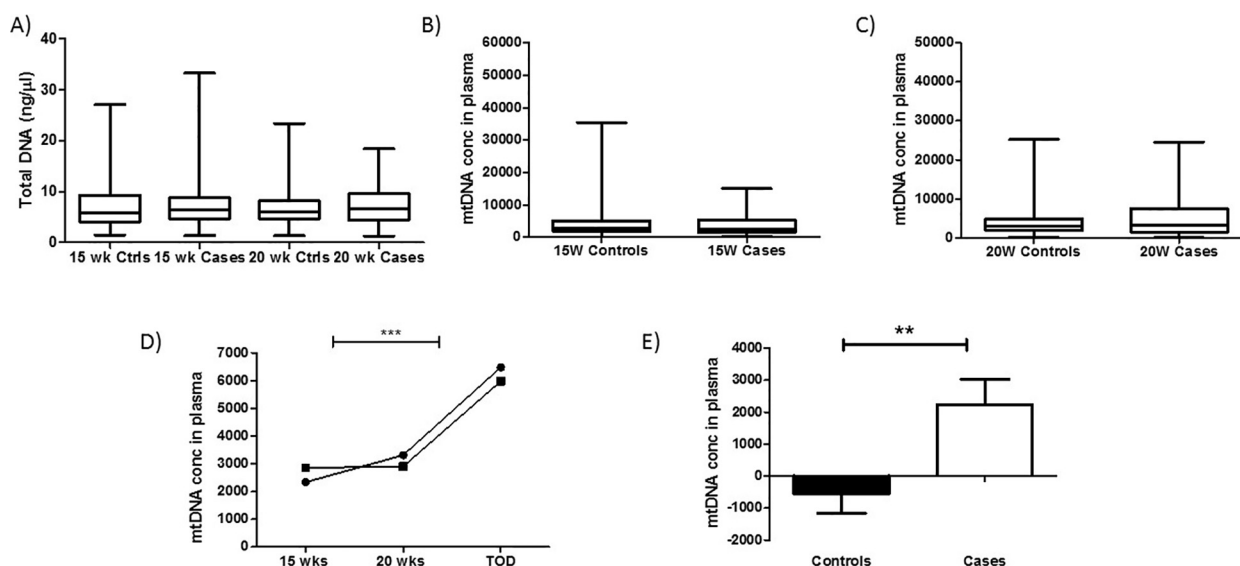 A)
Total DNA (ng/µl)
40
30
20
10
0
15 wk Ctrls 15 wk Cases 20 wk Ctrls 20 wk Cases
B)
mtDNA conc in plasma
60000
50000
40000
30000
20000
10000
0
15W Controls 15W Cases
C)
mtDNA conc in plasma
50000
40000
30000
20000
10000
0
20W Controls 20W Cases
D)
***
mtDNA conc in plasma
7000
6000
5000
4000
3000
2000
1000
0
15 wks 20 wks TOD
E)
**
mtDNA conc in plasma
4000
3000
2000
1000
0
-1000
-2000
Controls Cases